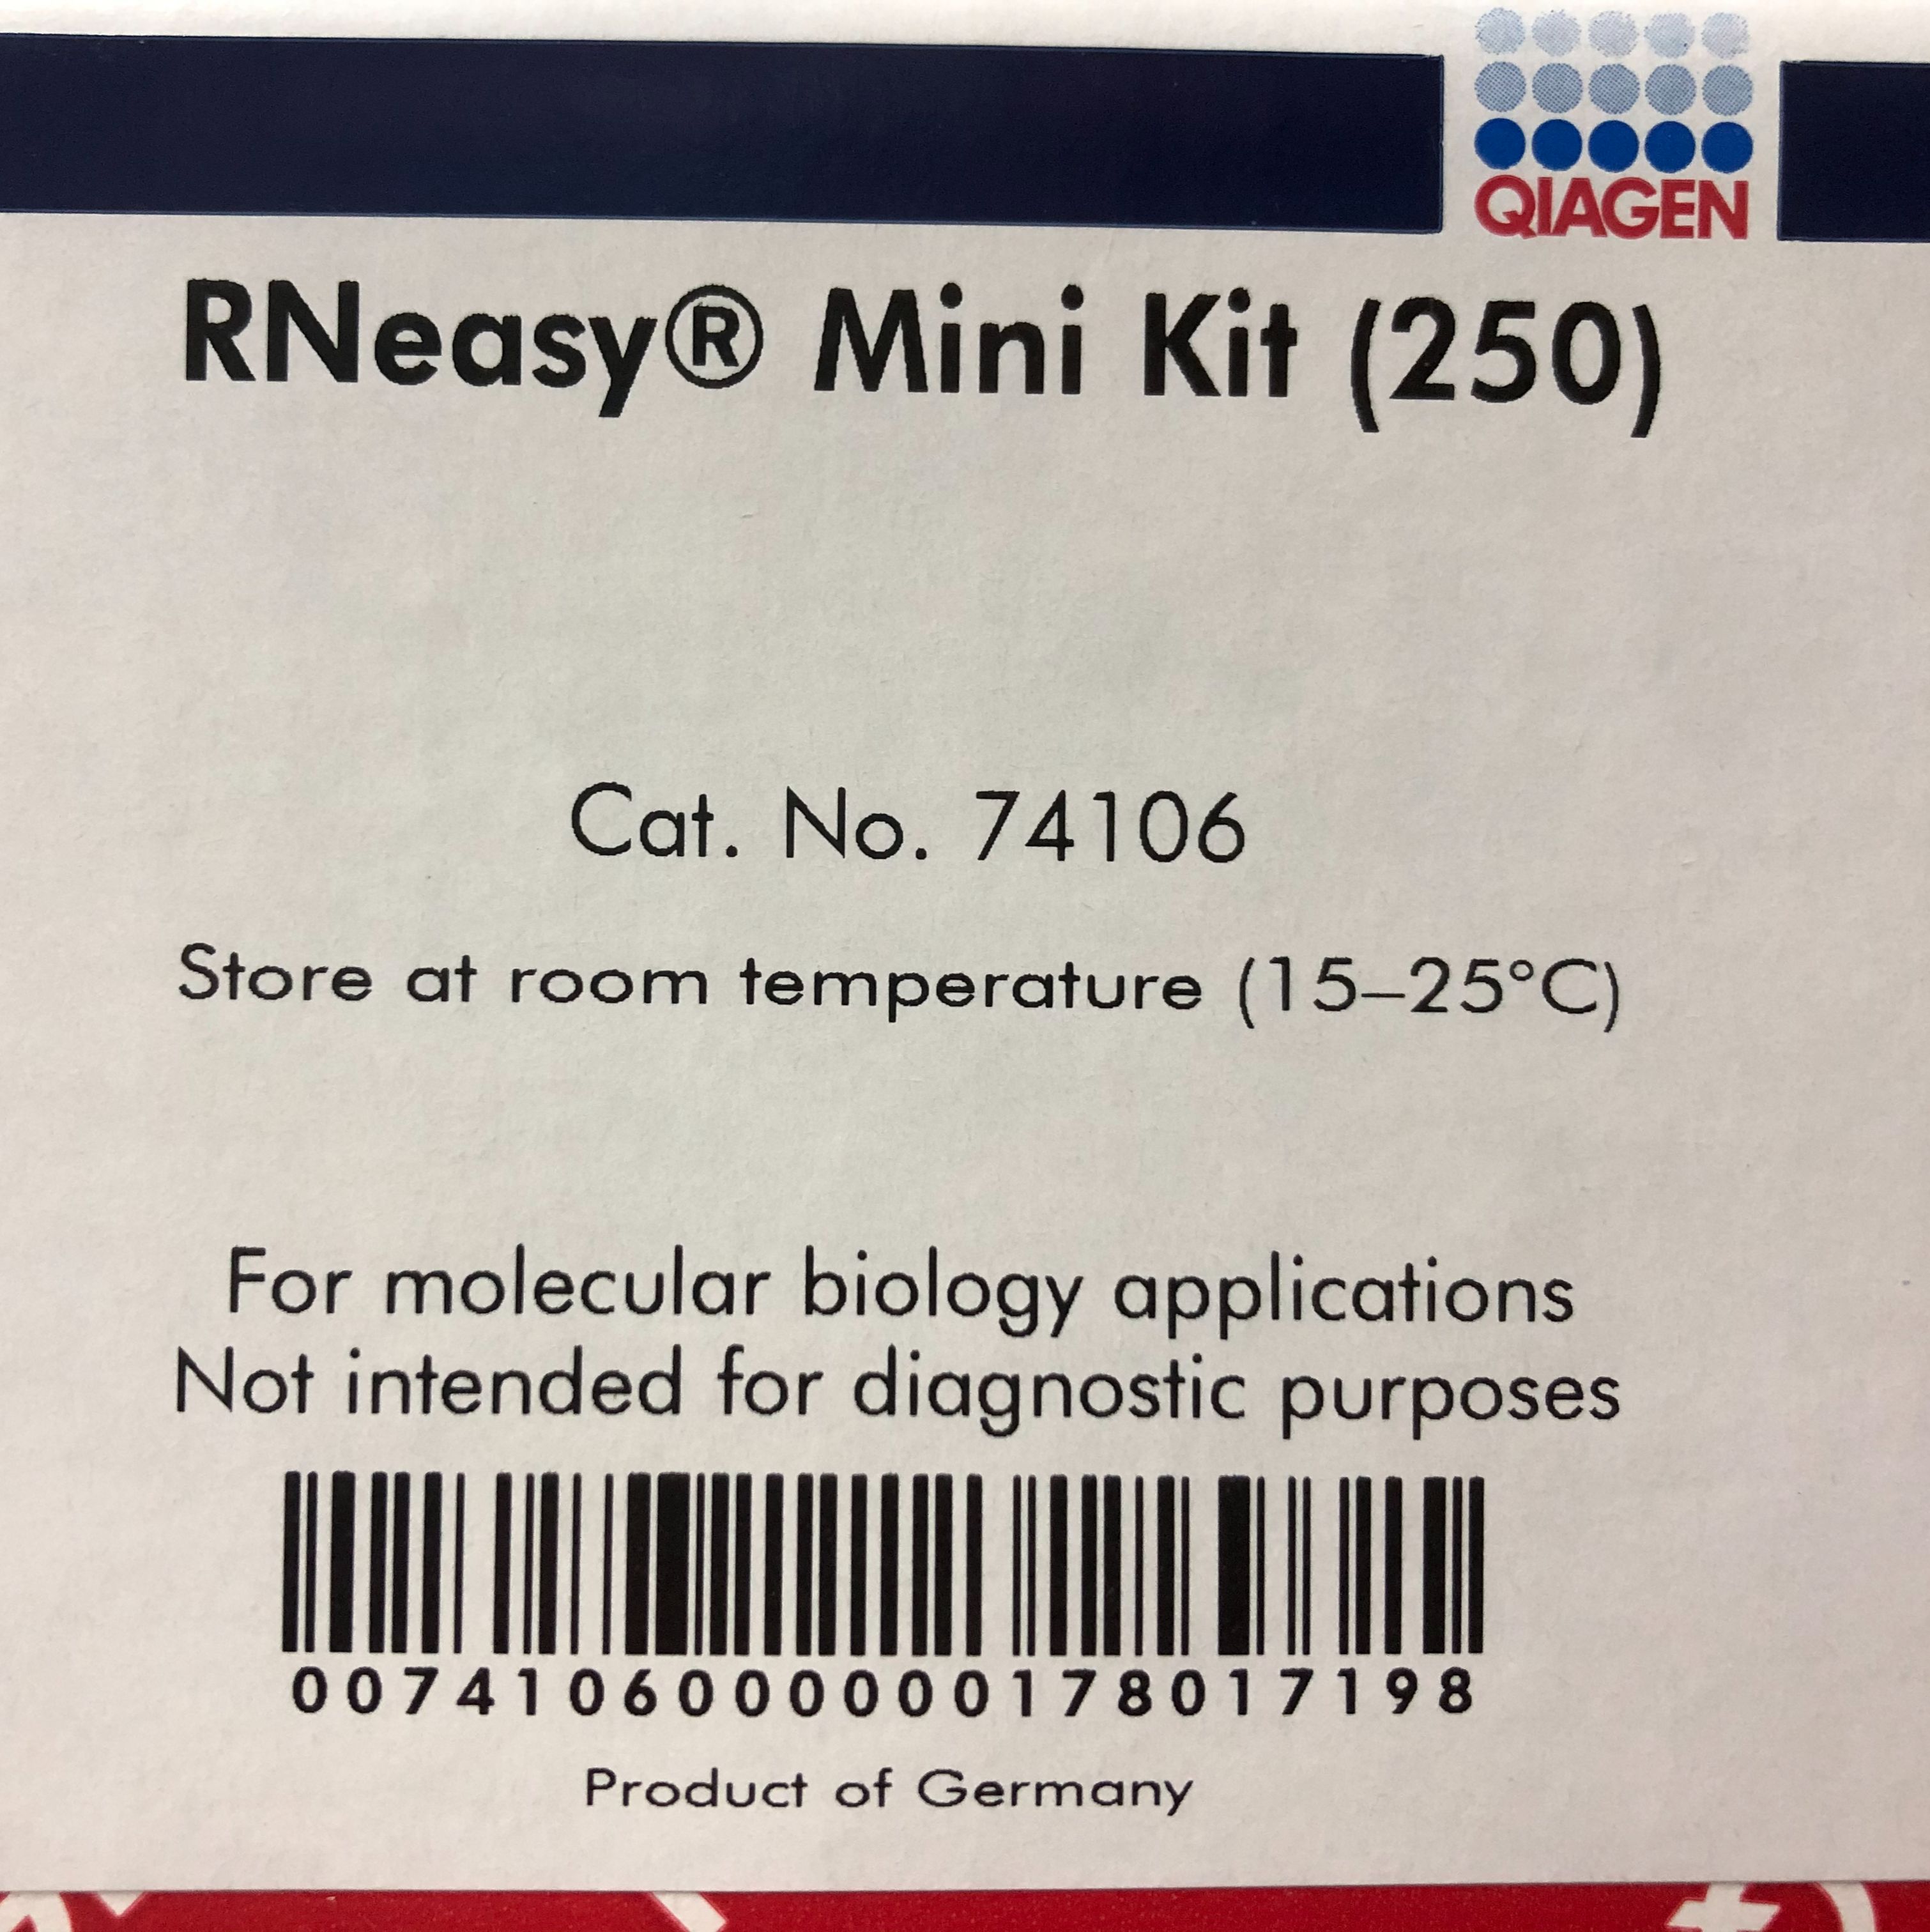 QIAGEN
RNeasy® Mini Kit (250)
Cat. No. 74106
Store at room temperature (15–25°C)
For molecular biology applications
Not intended for diagnostic purposes
0074106000000178017198
Product of Germany